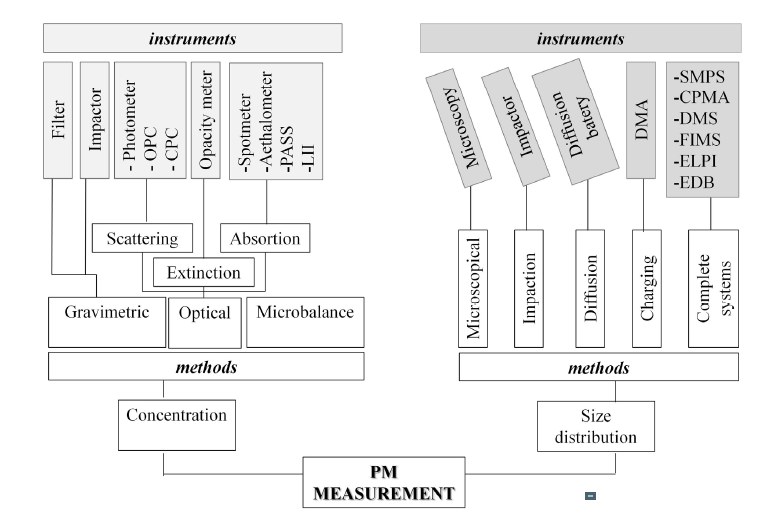 instruments
Filter
Impactor
- Photometer
- OPC
- CPC
Opacity meter
-Spotmeter
-Aethalometer
-PASS
-LII
Scattering
Absortion
Extinction
Gravimetric
Optical
Microbalance
methods
Concentration
instruments
Microscopy
Impactor
Diffusion
batery
DMA
-SMPS
-CPMA
-DMS
-FIMS
-ELPI
-EDB
Microscopical
Impaction
Diffusion
Charging
Complete
systems
methods
Size
distribution
PM
MEASUREMENT